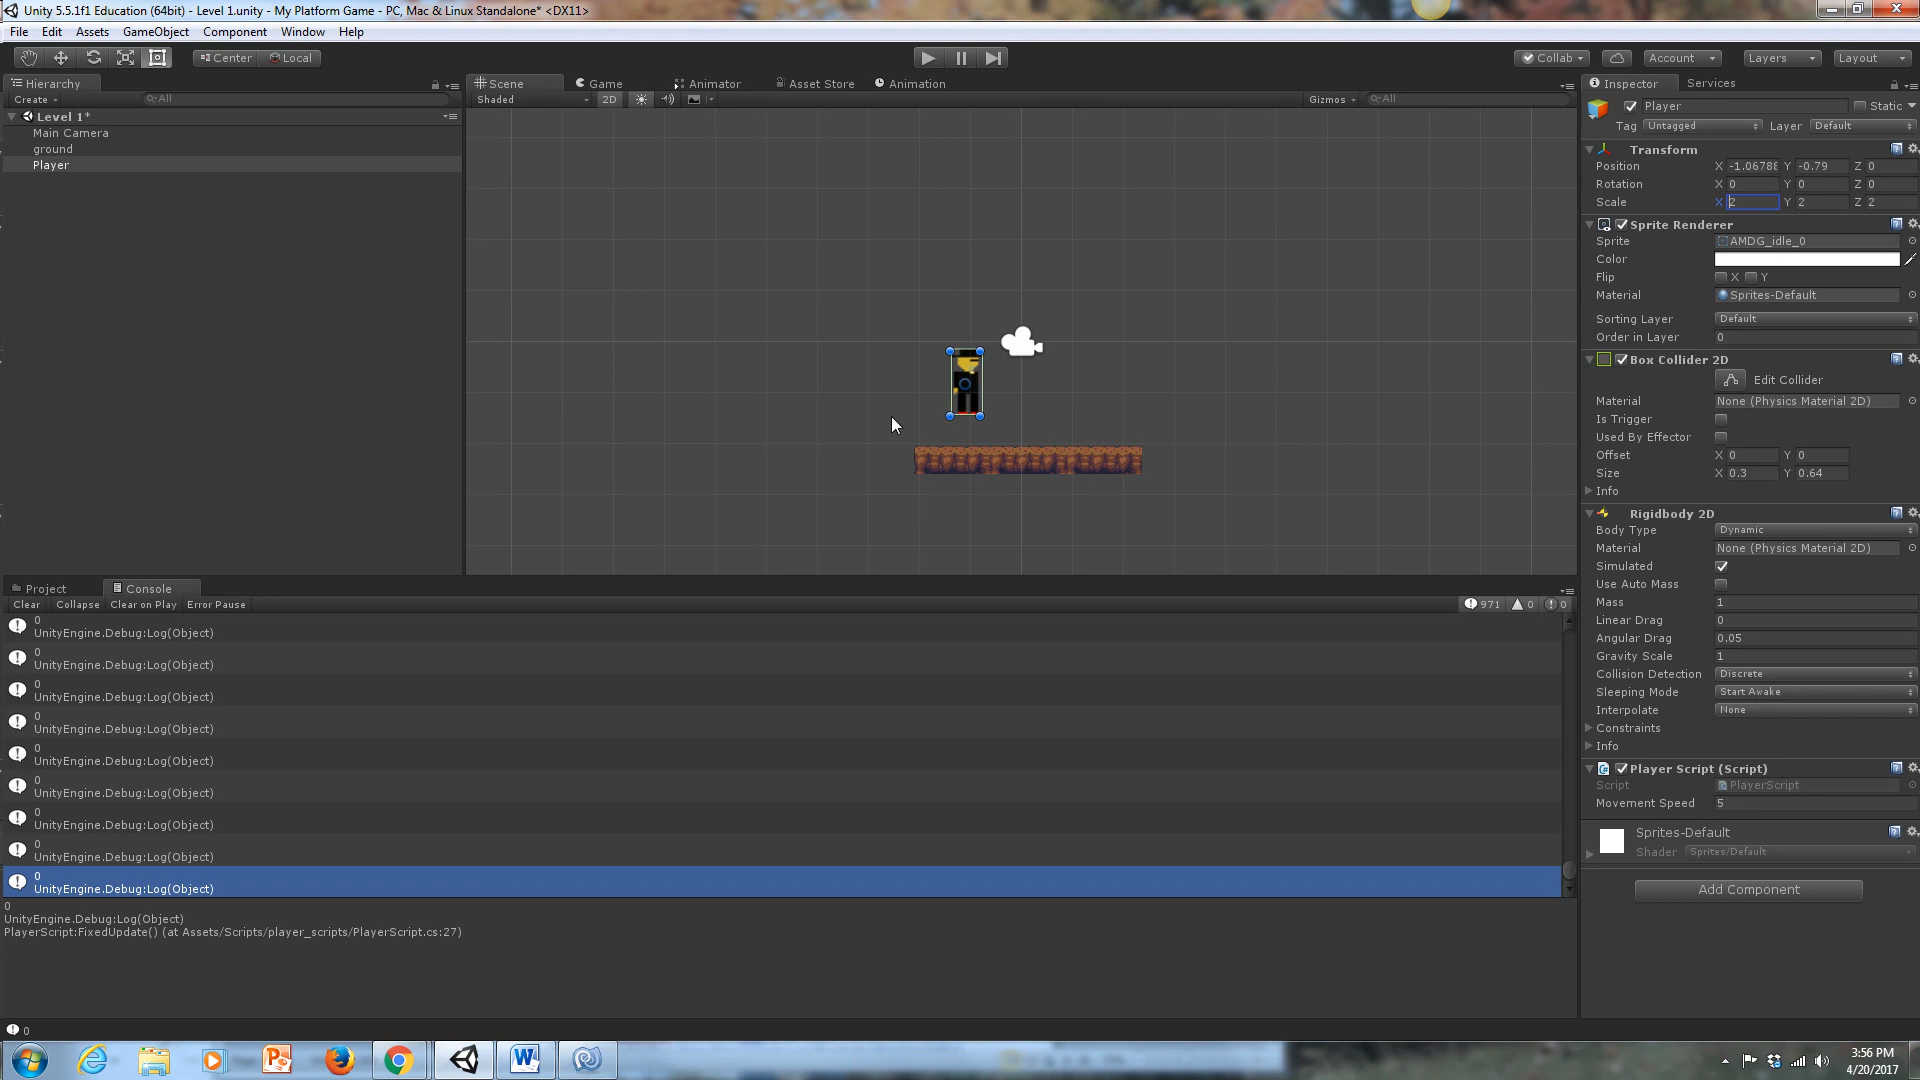 Unity 5.5.1f1 Education (64bit) - Level 1.unity - My Platform Game - PC, Mac & Linux Standalone* <DX11>
File Edit Assets GameObject Component Window Help
Center Local
Collab Account Layers Layout
Hierarchy
Create All
Level 1*
Main Camera
ground
Player
Scene Game Animator Asset Store Animation
Shaded 2D Gizmos All
Inspector Services
Player Static
Tag Untagged Layer Default
Transform
Position X -1.06788 Y -0.79 Z 0
Rotation X 0 Y 0 Z 0
Scale X 2 Y 2 Z 2
Sprite Renderer
Sprite AMDG_idle_0
Color
Flip X Y
Material Sprites-Default
Sorting Layer Default
Order in Layer 0
Box Collider 2D
Edit Collider
Material None (Physics Material 2D)
Is Trigger
Used By Effector
Offset X 0 Y 0
Size X 0.3 Y 0.64
Info
Rigidbody 2D
Body Type Dynamic
Material None (Physics Material 2D)
Simulated
Use Auto Mass
Mass 1
Linear Drag 0
Angular Drag 0.05
Gravity Scale 1
Collision Detection Discrete
Sleeping Mode Start Awake
Interpolate None
Constraints
Info
Player Script (Script)
Script PlayerScript
Movement Speed 5
Sprites-Default
Shader Sprites/Default
Add Component
Project Console
Clear Collapse Clear on Play Error Pause 971 0 0
0
UnityEngine.Debug:Log(Object)
0
UnityEngine.Debug:Log(Object)
0
UnityEngine.Debug:Log(Object)
0
UnityEngine.Debug:Log(Object)
0
UnityEngine.Debug:Log(Object)
0
UnityEngine.Debug:Log(Object)
0
UnityEngine.Debug:Log(Object)
0
UnityEngine.Debug:Log(Object)
0
UnityEngine.Debug:Log(Object)
0
UnityEngine.Debug:Log(Object)
PlayerScript:FixedUpdate() (at Assets/Scripts/player_scripts/PlayerScript.cs:27)
0
3:56 PM
4/20/2017